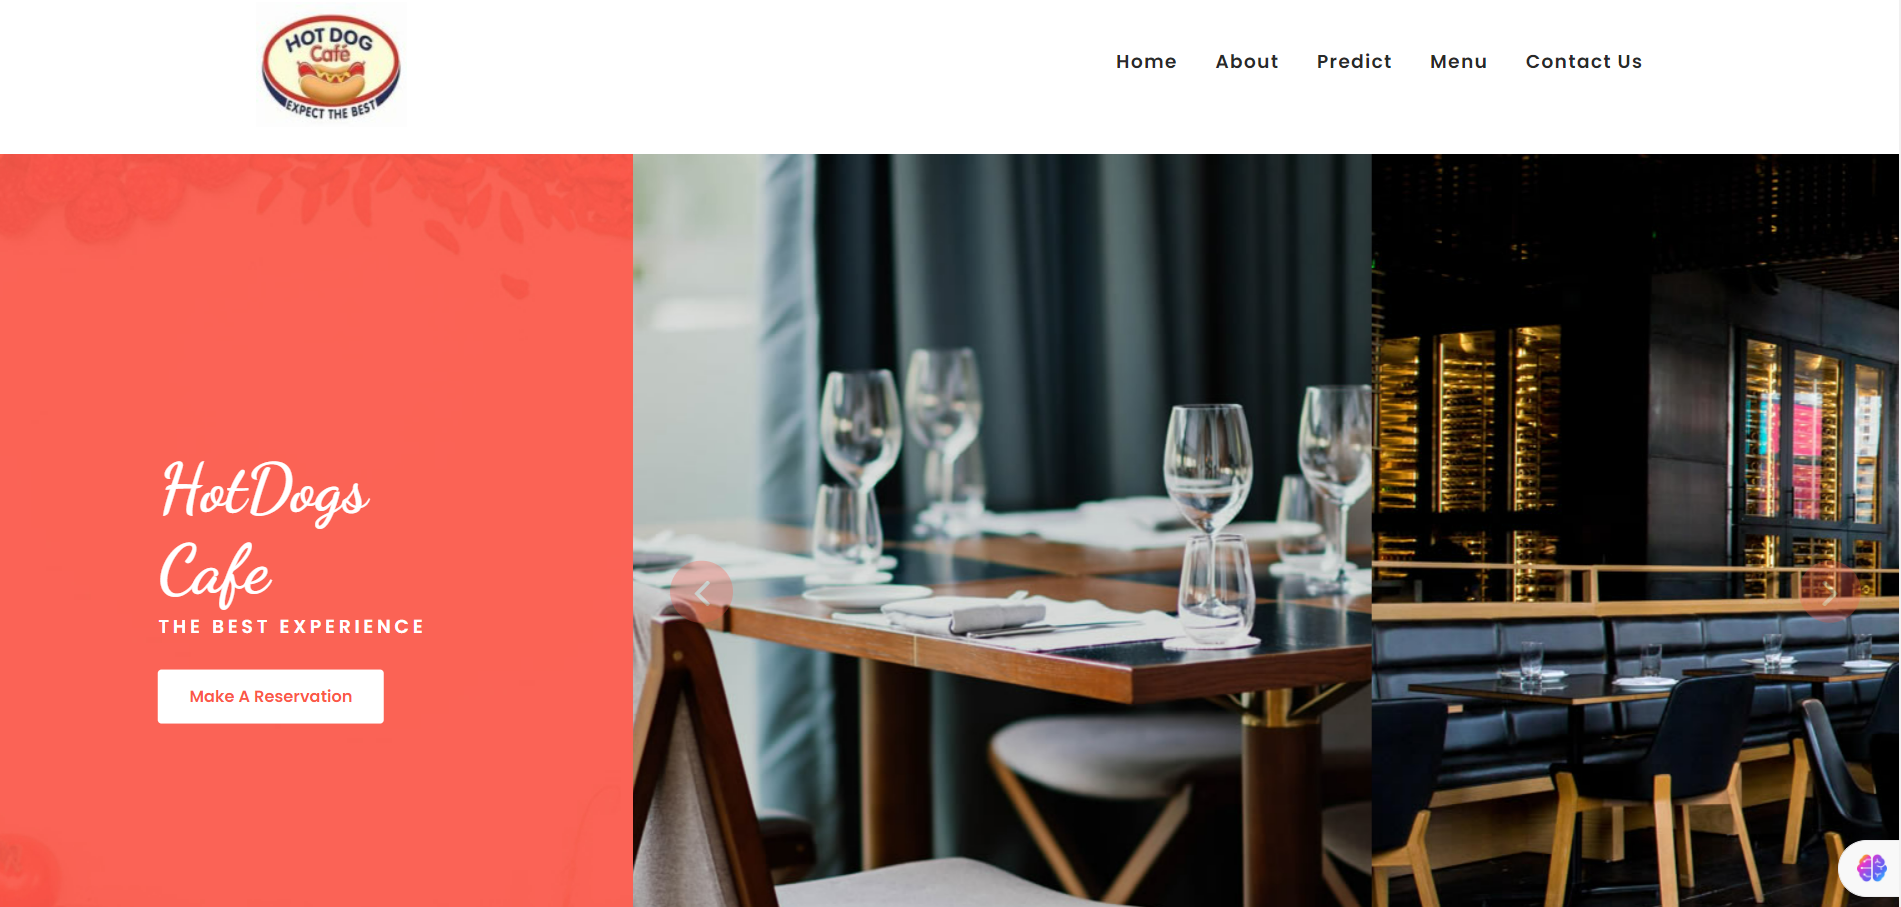 HOT DOG
Café
EXPECT THE BEST
Home About Predict Menu Contact Us
HotDogs
Cafe
THE BEST EXPERIENCE
Make A Reservation